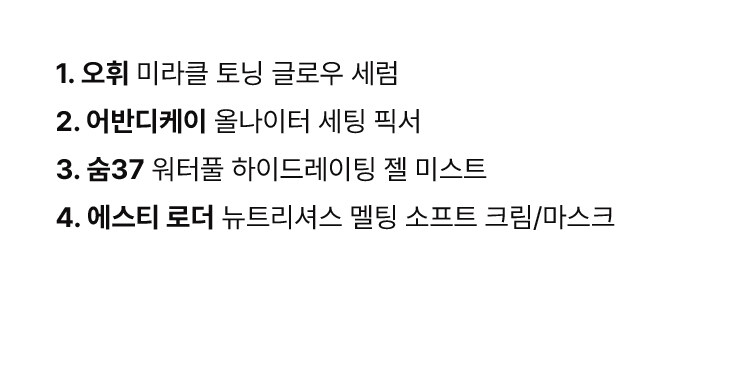 1. 오휘 미라클 토닝 글로우 세럼
2. 어반디케이 올나이터 세팅 픽서
3. 숨37 워터풀 하이드레이팅 젤 미스트
4. 에스티 로더 뉴트리셔스 멜팅 소프트 크림/마스크